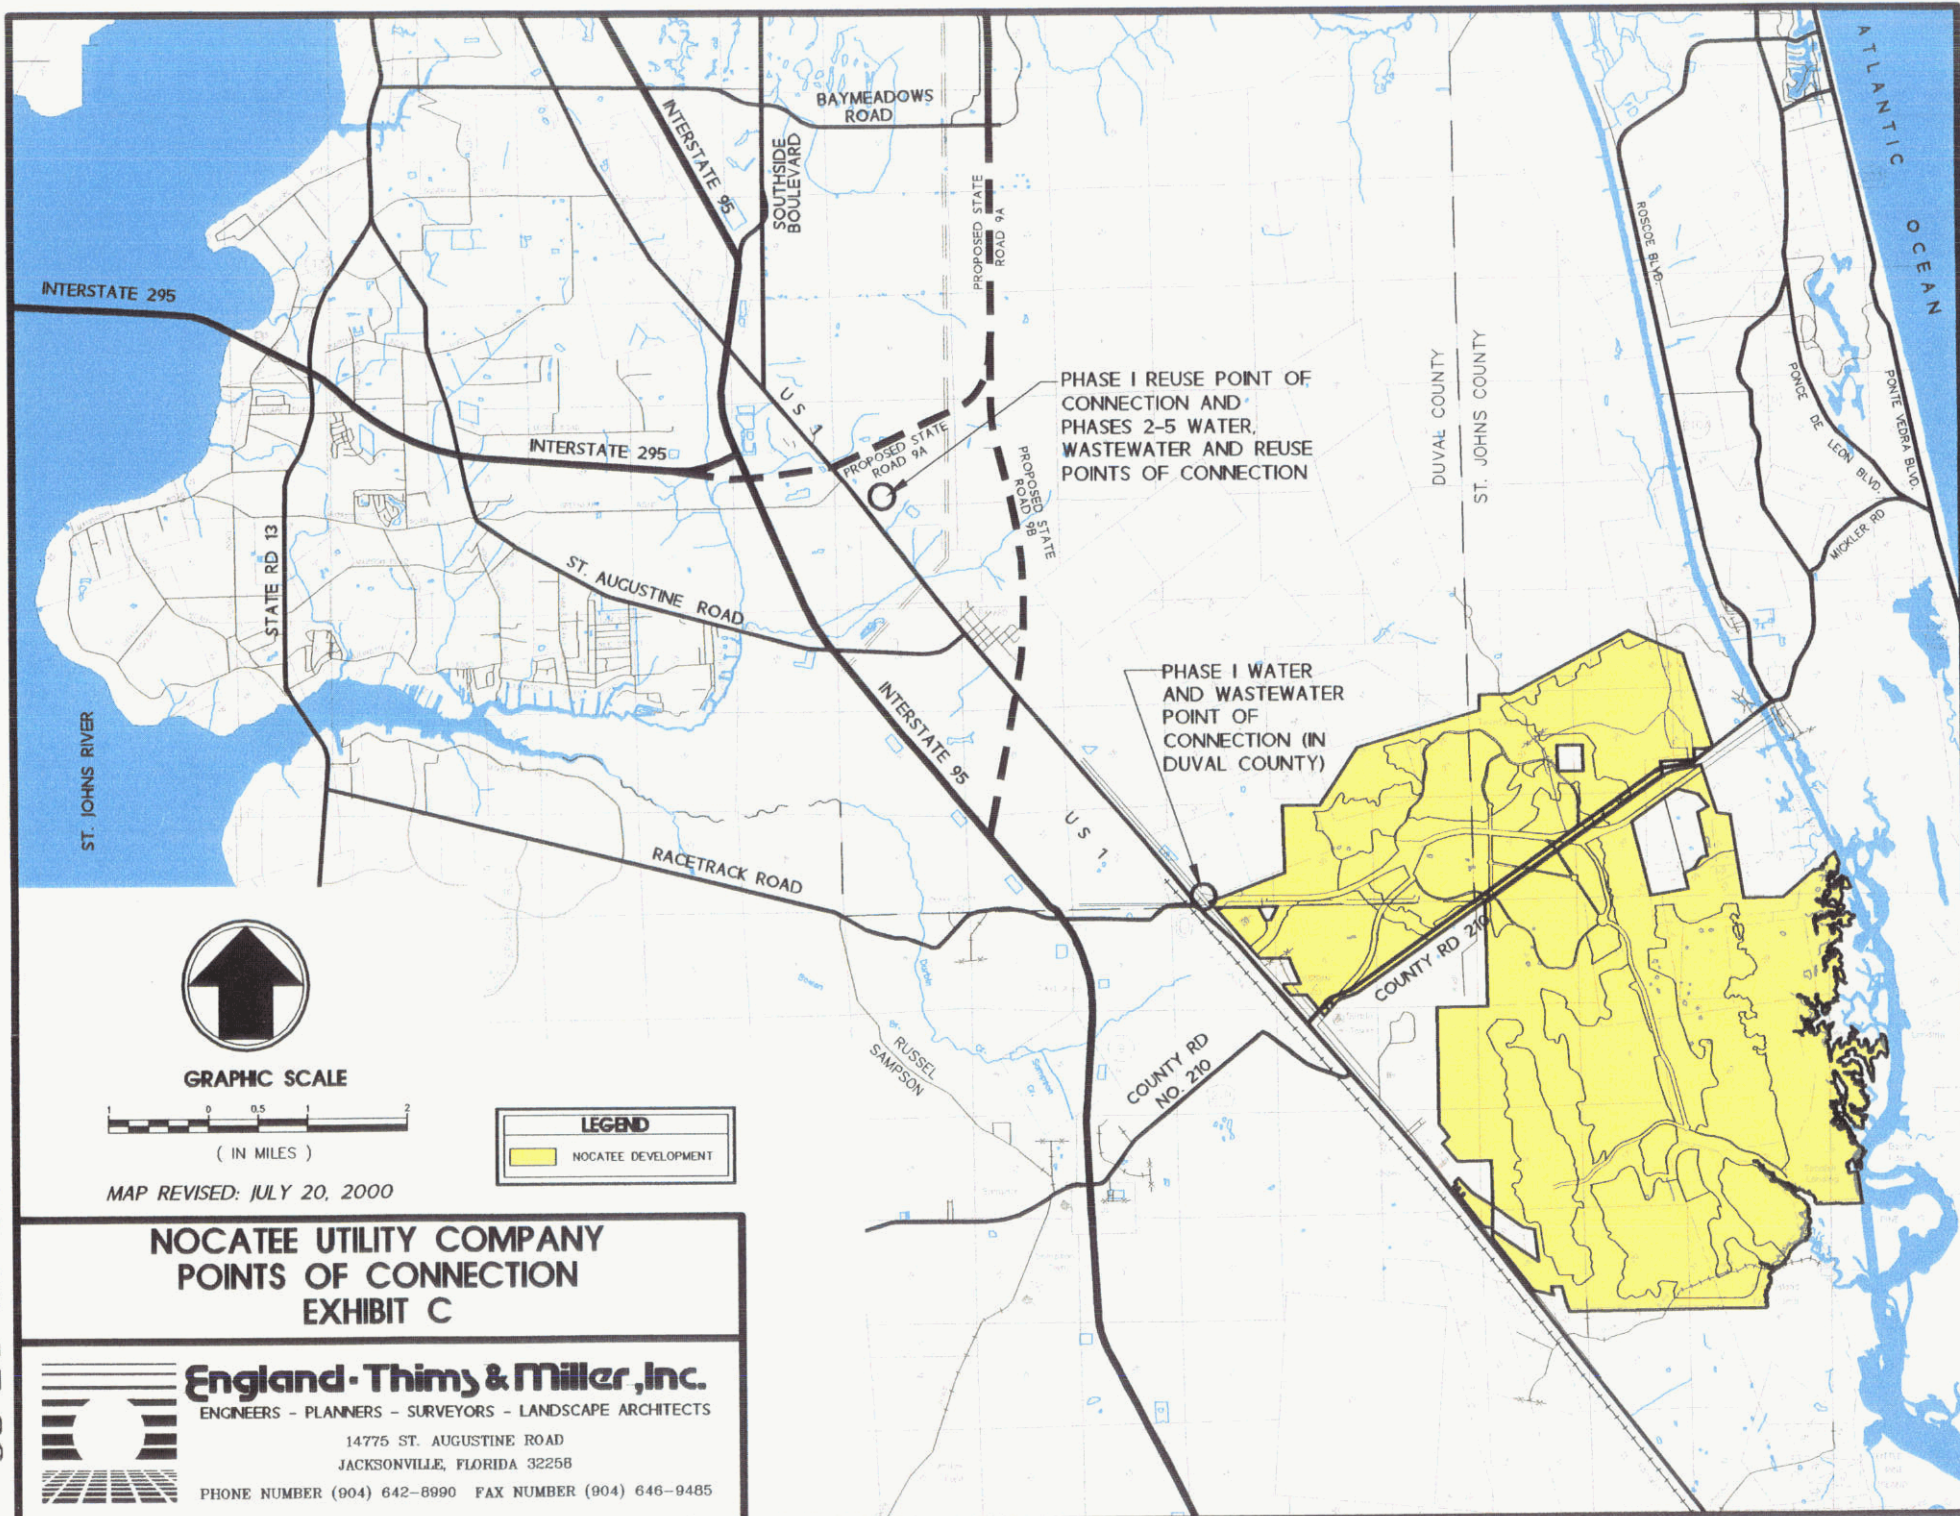 ATLANTIC OCEAN
BAYMEADOWS
ROAD
INTERSTATE 95
SOUTHSIDE
BOULEVARD
PROPOSED STATE
ROAD 9A
ROSCOE BLVD.
INTERSTATE 295
PHASE I REUSE POINT OF
CONNECTION AND
PHASES 2-5 WATER,
WASTEWATER AND REUSE
POINTS OF CONNECTION
DUVAL COUNTY
ST. JOHNS COUNTY
PONCE DE LEON BLVD.
PONTE VEDRA BLVD.
U S 1
INTERSTATE 295
PROPOSED STATE
ROAD 9A
PROPOSED STATE
ROAD 9B
MICKLER RD
STATE RD 13
ST. AUGUSTINE ROAD
PHASE I WATER
AND WASTEWATER
POINT OF
CONNECTION (IN
DUVAL COUNTY)
INTERSTATE 95
ST. JOHNS RIVER
U S 1
RACETRACK ROAD
COUNTY RD 210
Durbin
RUSSEL
SAMPSON
Sampson
Cr.
COUNTY RD
NO. 210
GRAPHIC SCALE
1 0 0.5 1 2
( IN MILES )
MAP REVISED: JULY 20, 2000
LEGEND
NOCATEE DEVELOPMENT
NOCATEE UTILITY COMPANY
POINTS OF CONNECTION
EXHIBIT C
England-Thims & Miller, Inc.
ENGINEERS - PLANNERS - SURVEYORS - LANDSCAPE ARCHITECTS
14775 ST. AUGUSTINE ROAD
JACKSONVILLE, FLORIDA 32258
PHONE NUMBER (904) 642-8990 FAX NUMBER (904) 646-9485